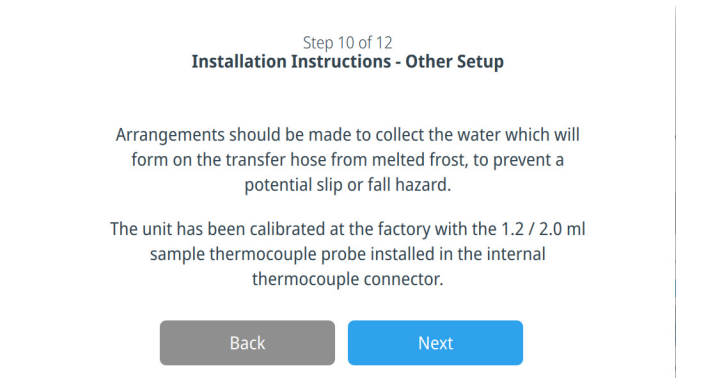 Step 10 of 12
Installation Instructions - Other Setup
Arrangements should be made to collect the water which will
form on the transfer hose from melted frost, to prevent a
potential slip or fall hazard.
The unit has been calibrated at the factory with the 1.2 / 2.0 ml
sample thermocouple probe installed in the internal
thermocouple connector.
Back
Next